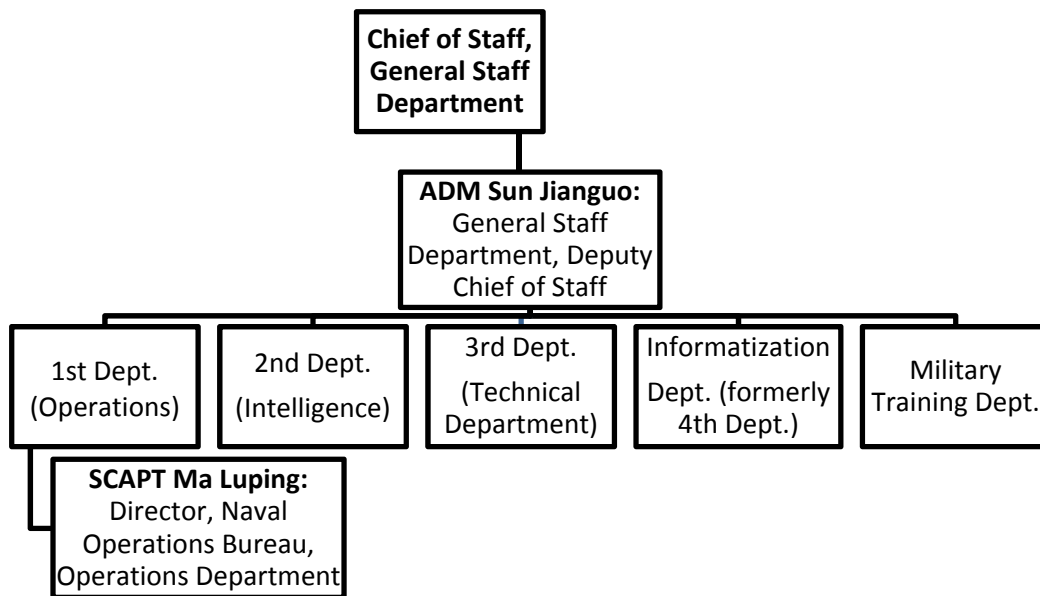 Chief of Staff,
General Staff
Department
ADM Sun Jianguo:
General Staff
Department, Deputy
Chief of Staff
1st Dept.
(Operations)
2nd Dept.
(Intelligence)
3rd Dept.
(Technical
Department)
Informatization
Dept. (formerly
4th Dept.)
Military
Training Dept.
SCAPT Ma Luping:
Director, Naval
Operations Bureau,
Operations Department